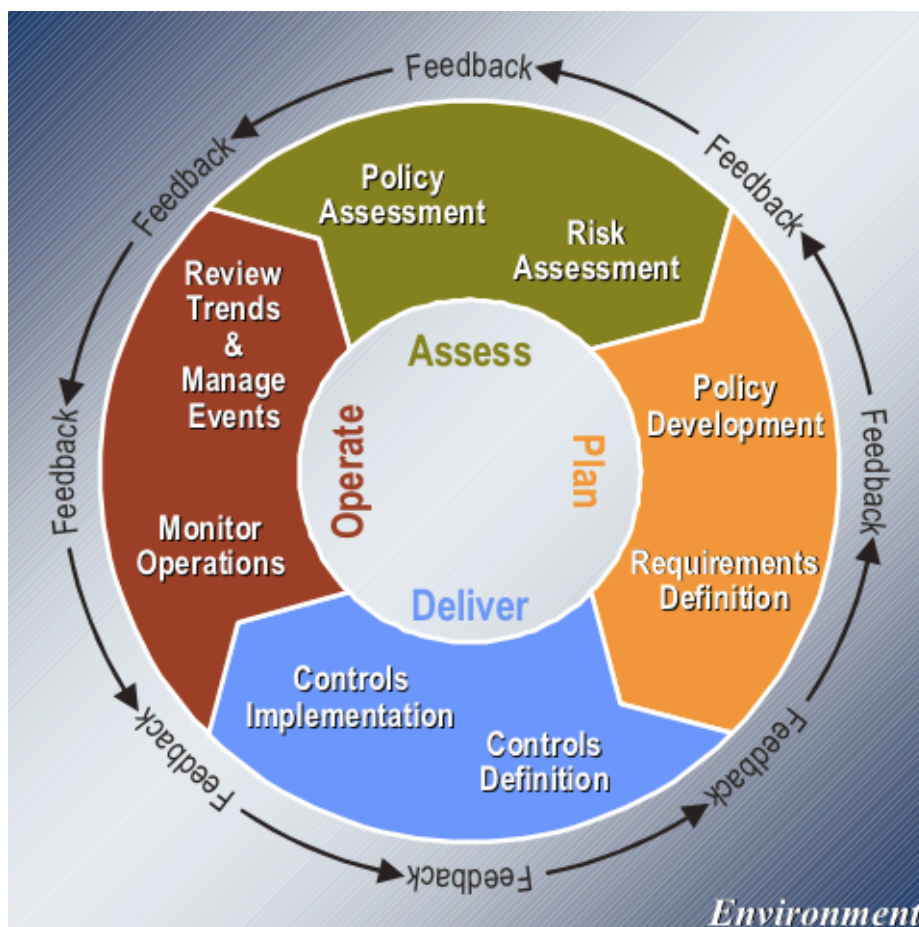 Feedback
Feedback
Feedback
Policy
Assessment
Risk
Assessment
Review
Trends
&
Manage
Events
Assess
Policy
Development
Feedback
Operate
Plan
Feedback
Monitor
Operations
Requirements
Definition
Deliver
Controls
Implementation
Controls
Definition
Feedback
Feedback
Feedback
Environment